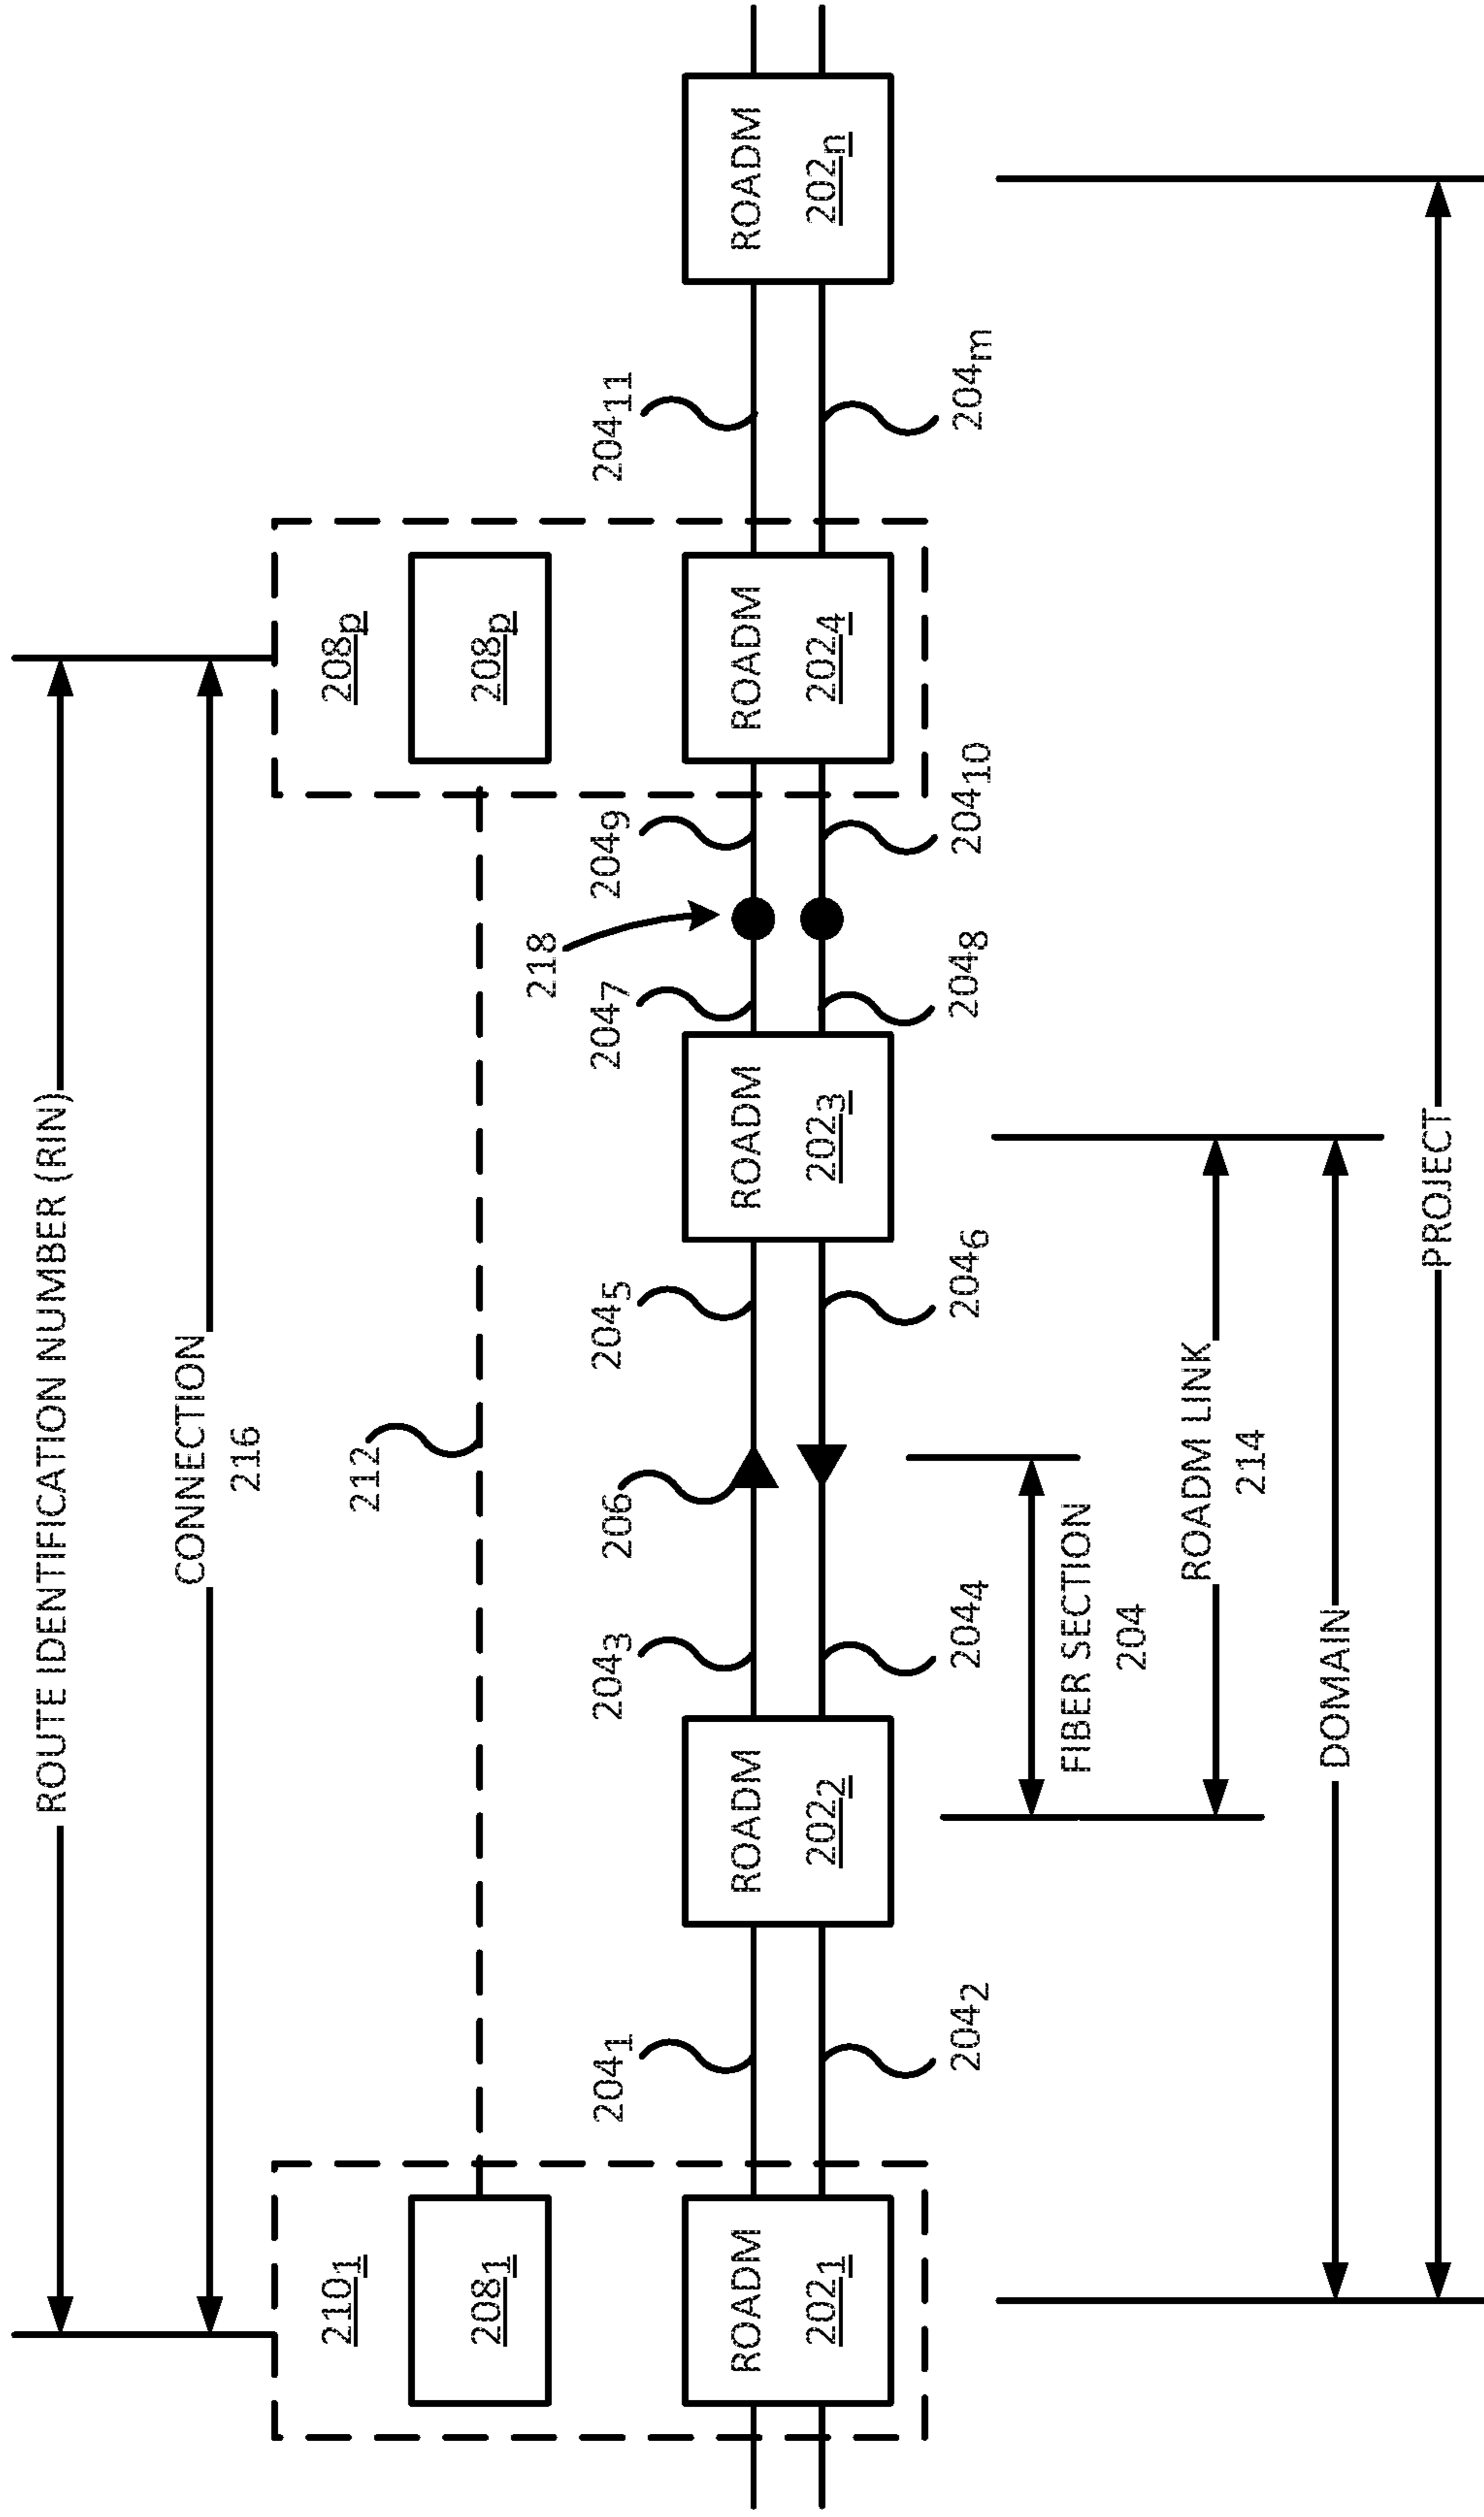 ROUTE IDENTIFICATION NUMBER (RIN)
CONNECTION
216
210₁
208ₚ
212
208₁
208ₚ
218
206
204₁
204₃
204₅
204₇
204₉
204₁₁
ROADM
202₁
ROADM
202₂
ROADM
202₃
ROADM
202₄
ROADM
202ₙ
204₂
204₄
204₆
204₈
204₁₀
204ₘ
FIBER SECTION
204
ROADM LINK
214
DOMAIN
PROJECT